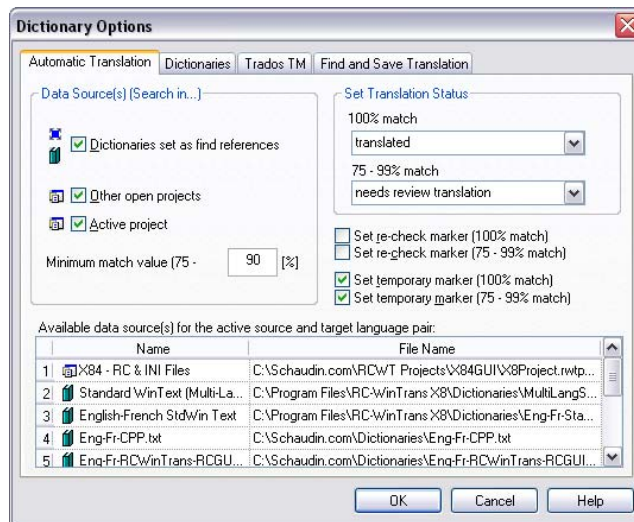 Dictionary Options
Automatic Translation Dictionaries Trados TM Find and Save Translation
Data Source(s) (Search in...)
Dictionaries set as find references
Other open projects
Active project
Minimum match value (75 - 90 [%]
Set Translation Status
100% match
translated
75 - 99% match
needs review translation
Set re-check marker (100% match)
Set re-check marker (75 - 99% match)
Set temporary marker (100% match)
Set temporary marker (75 - 99% match)
Available data source(s) for the active source and target language pair:
Name File Name
1 X84 - RC & INI Files C:\Schaudin.com\RCWT Projects\X84GUI\X8Project.rwtp...
2 Standard WinText (Multi-La... C:\Program Files\RC-WinTrans X8\Dictionaries\MultiLangS...
3 English-French StdWin Text C:\Program Files\RC-WinTrans X8\Dictionaries\Eng-Fr-Sta...
4 Eng-Fr-CPP.txt C:\Schaudin.com\Dictionaries\Eng-Fr-CPP.txt
5 Eng-Fr-RCWinTrans-RCGU... C:\Schaudin.com\Dictionaries\Eng-Fr-RCWinTrans-RCGUI...
OK Cancel Help